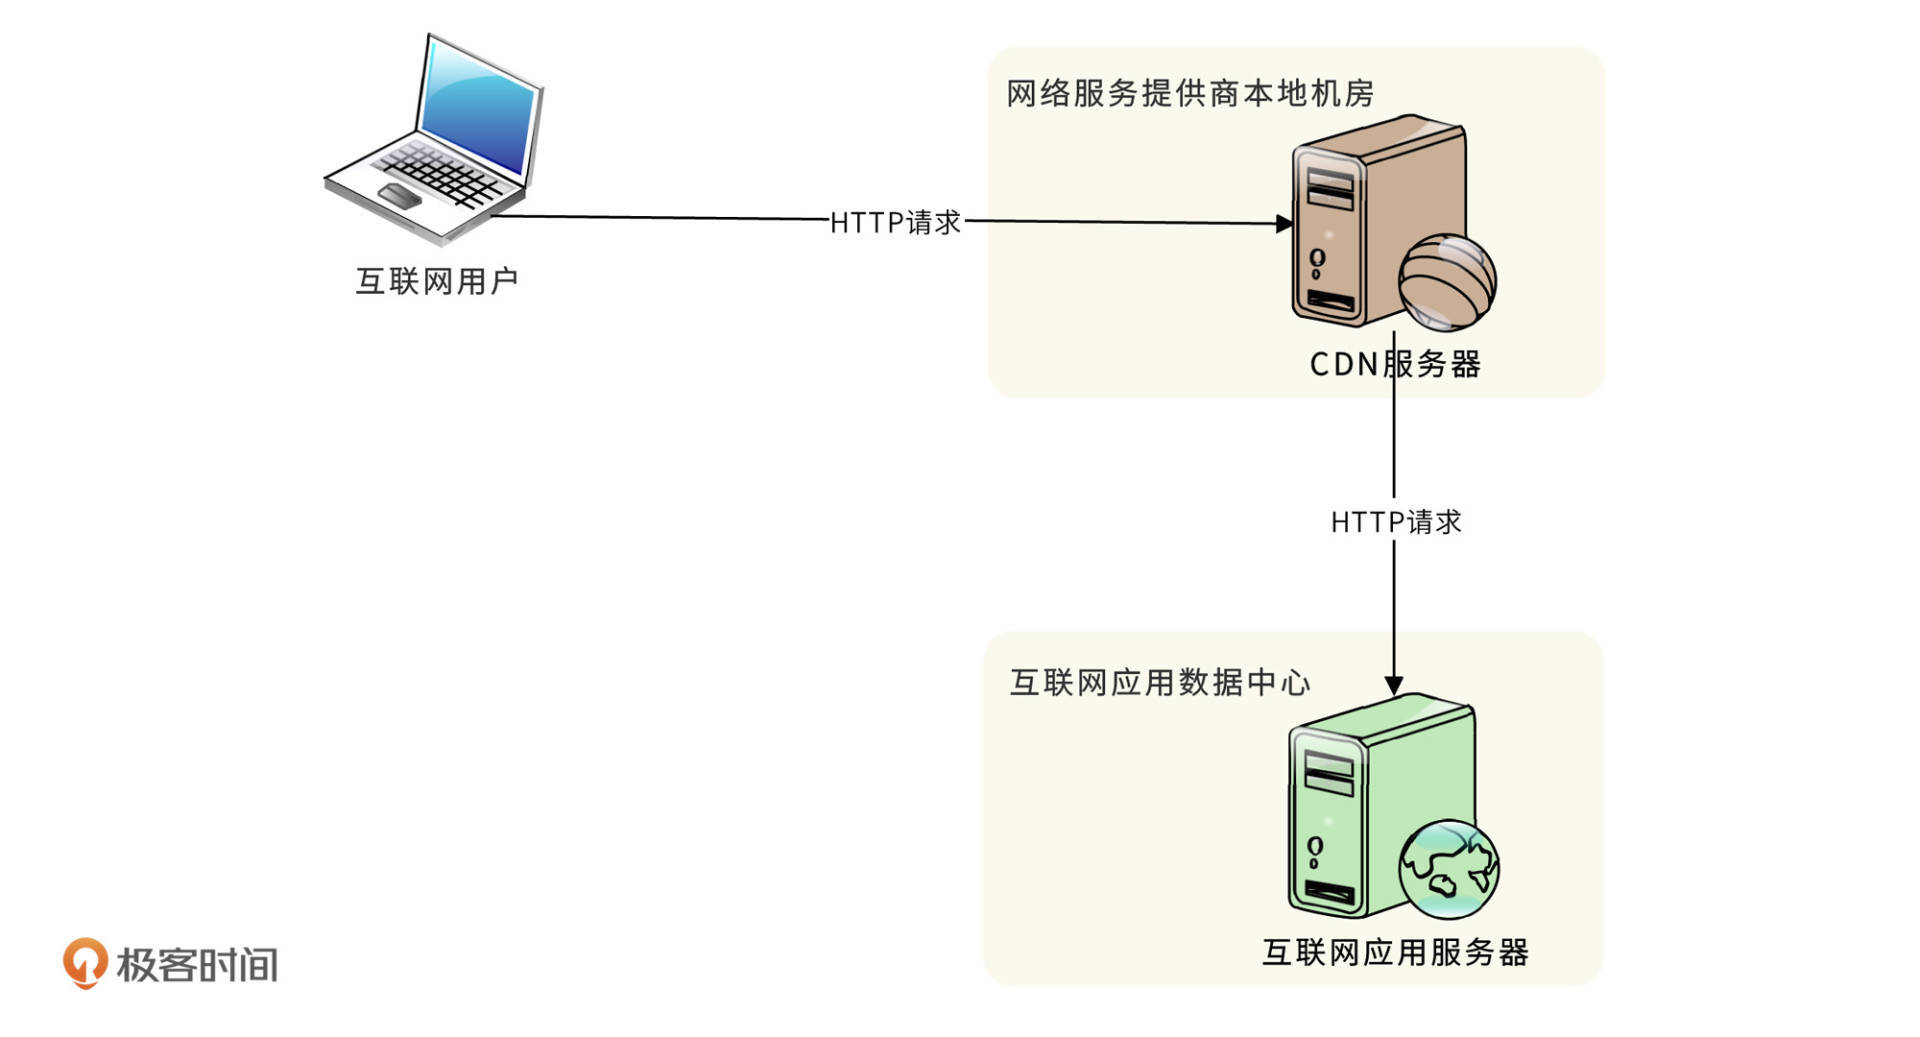 网络服务提供商本地机房
HTTP请求
互联网用户
CDN服务器
HTTP请求
互联网应用数据中心
互联网应用服务器
极客时间